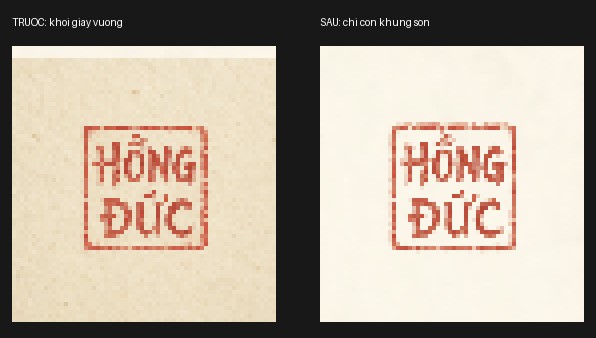 TRUOC: khoi giay vuong
SAU: chi con khung son
HỒNG
ĐỨC
HỒNG
ĐỨC